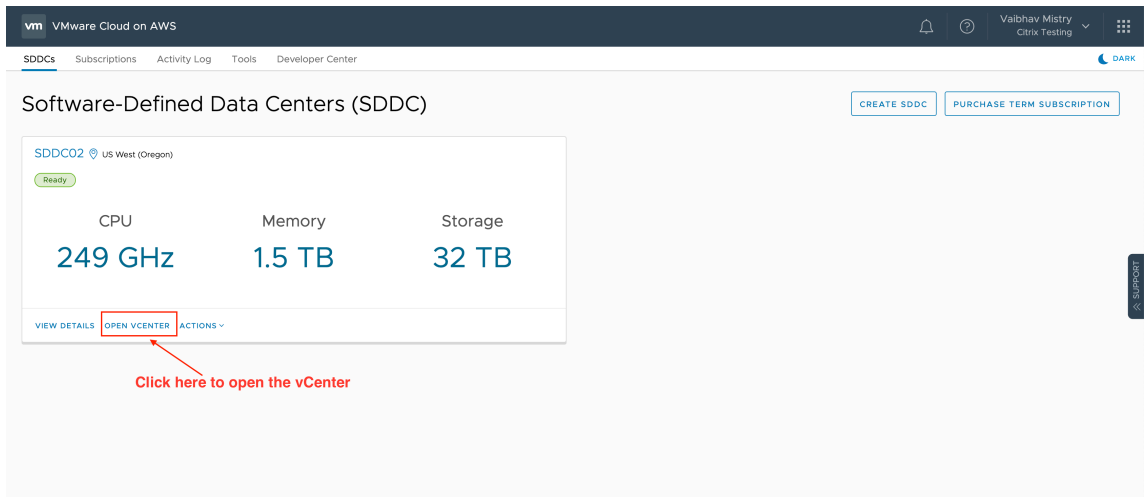 vm VMware Cloud on AWS
Vaibhav Mistry
Citrix Testing
SDDCs Subscriptions Activity Log Tools Developer Center
DARK
Software-Defined Data Centers (SDDC)
CREATE SDDC
PURCHASE TERM SUBSCRIPTION
SDDC02 US West (Oregon)
Ready
CPU Memory Storage
249 GHz 1.5 TB 32 TB
SUPPORT
VIEW DETAILS OPEN VCENTER ACTIONS
Click here to open the vCenter